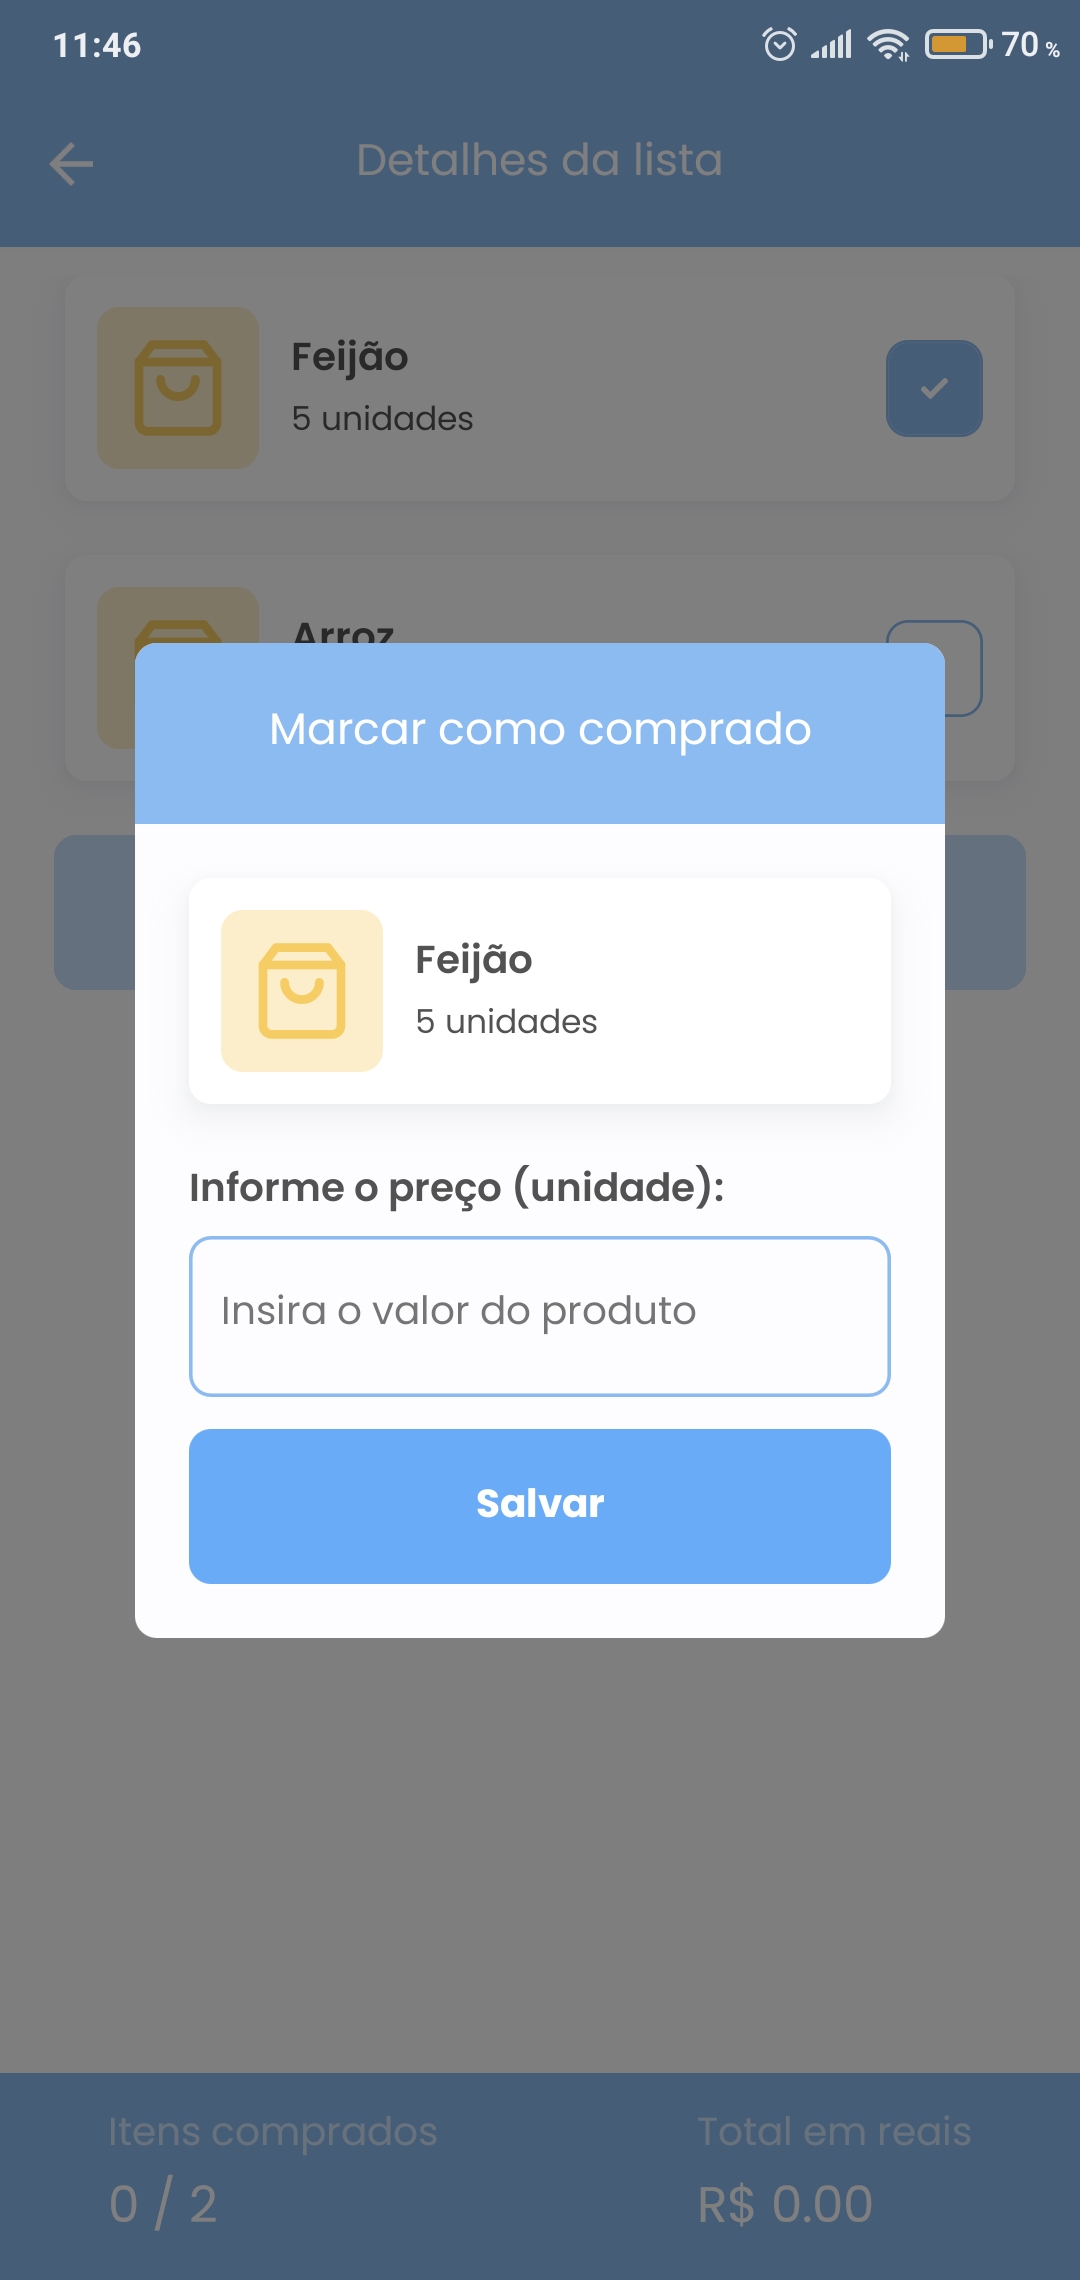 11:46
70 %
Detalhes da lista
Feijão
5 unidades
Arroz
Marcar como comprado
Feijão
5 unidades
Informe o preço (unidade):
Insira o valor do produto
Salvar
Itens comprados
Total em reais
0 / 2
R$ 0.00